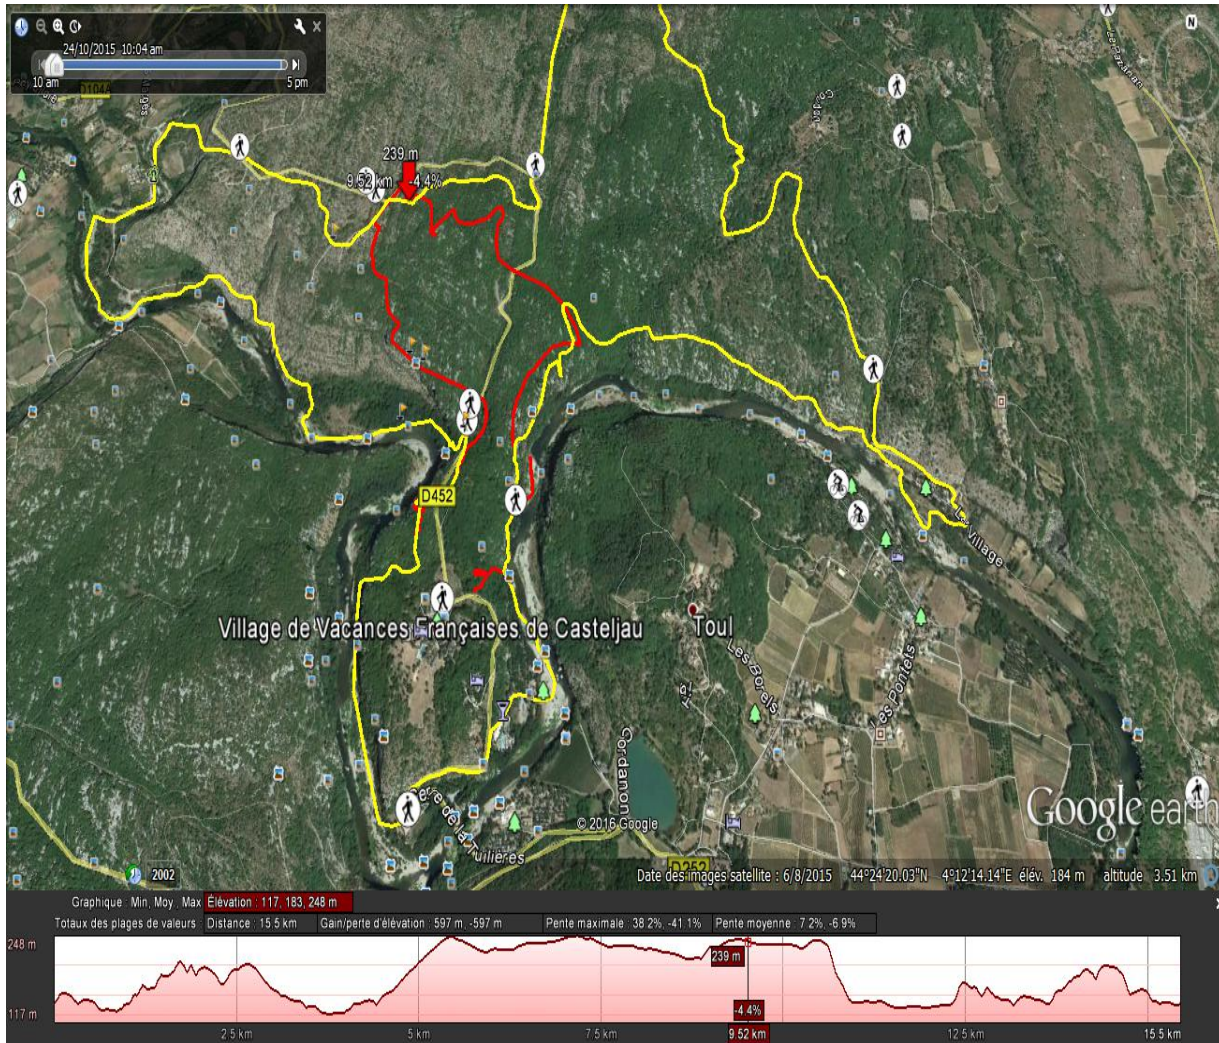 24/10/2015 10:04 am
10 am
5 pm
D104A
239 m
9.52 km -4.4%
D452
Village de Vacances Françaises de Casteljau
Toul
Les Borels
Les Pontets
Le Village
La Pazanan
Cordanon
© 2016 Google
Google earth
D252
2002
Date des images satellite : 6/8/2015 44°24'20.03"N 4°12'14.14"E élév. 184 m altitude 3.51 km
Graphique : Min, Moy, Max Élévation : 117, 183, 248 m
Totaux des plages de valeurs : Distance : 15.5 km Gain/perte d'élévation : 597 m, -597 m Pente maximale : 38.2%, -41.1% Pente moyenne : 7.2%, -6.9%
248 m
239 m
117 m
-4.4%
2.5 km
5 km
7.5 km
9.52 km
12.5 km
15.5 km